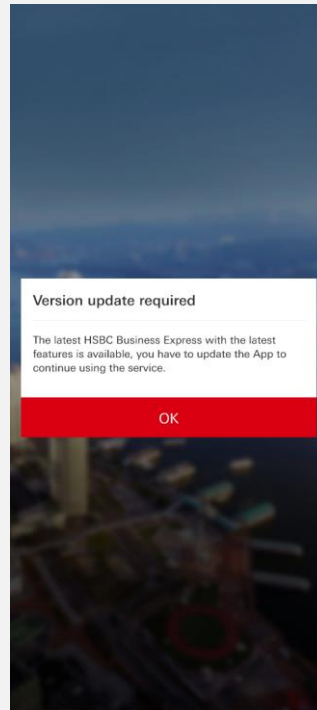 Version update required
The latest HSBC Business Express with the latest
features is available, you have to update the App to
continue using the service.
OK